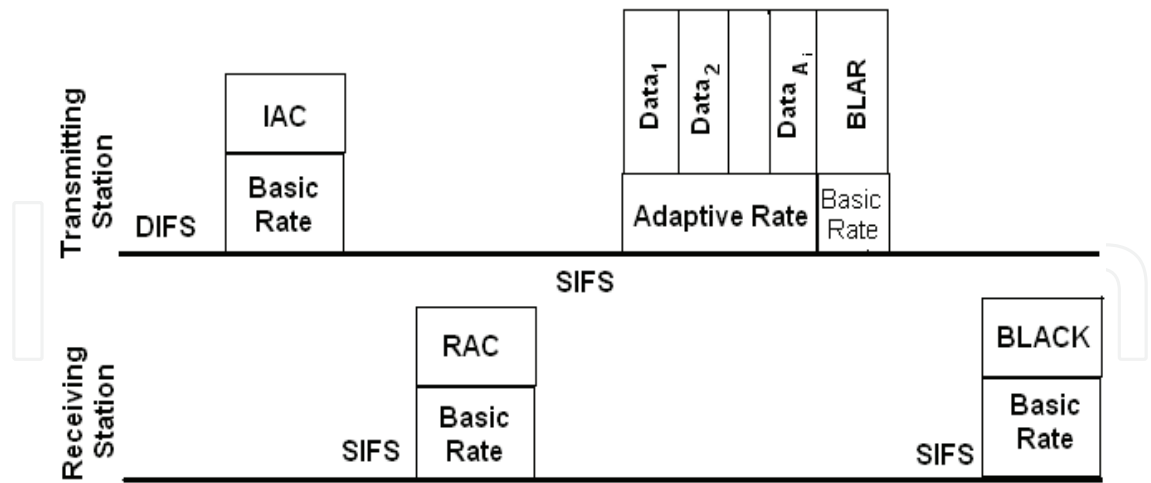 Transmitting
Station
DIFS
IAC
Basic
Rate
Data1
Data2
DataAi
BLAR
Adaptive Rate
Basic
Rate
SIFS
Receiving
Station
SIFS
RAC
Basic
Rate
SIFS
BLACK
Basic
Rate